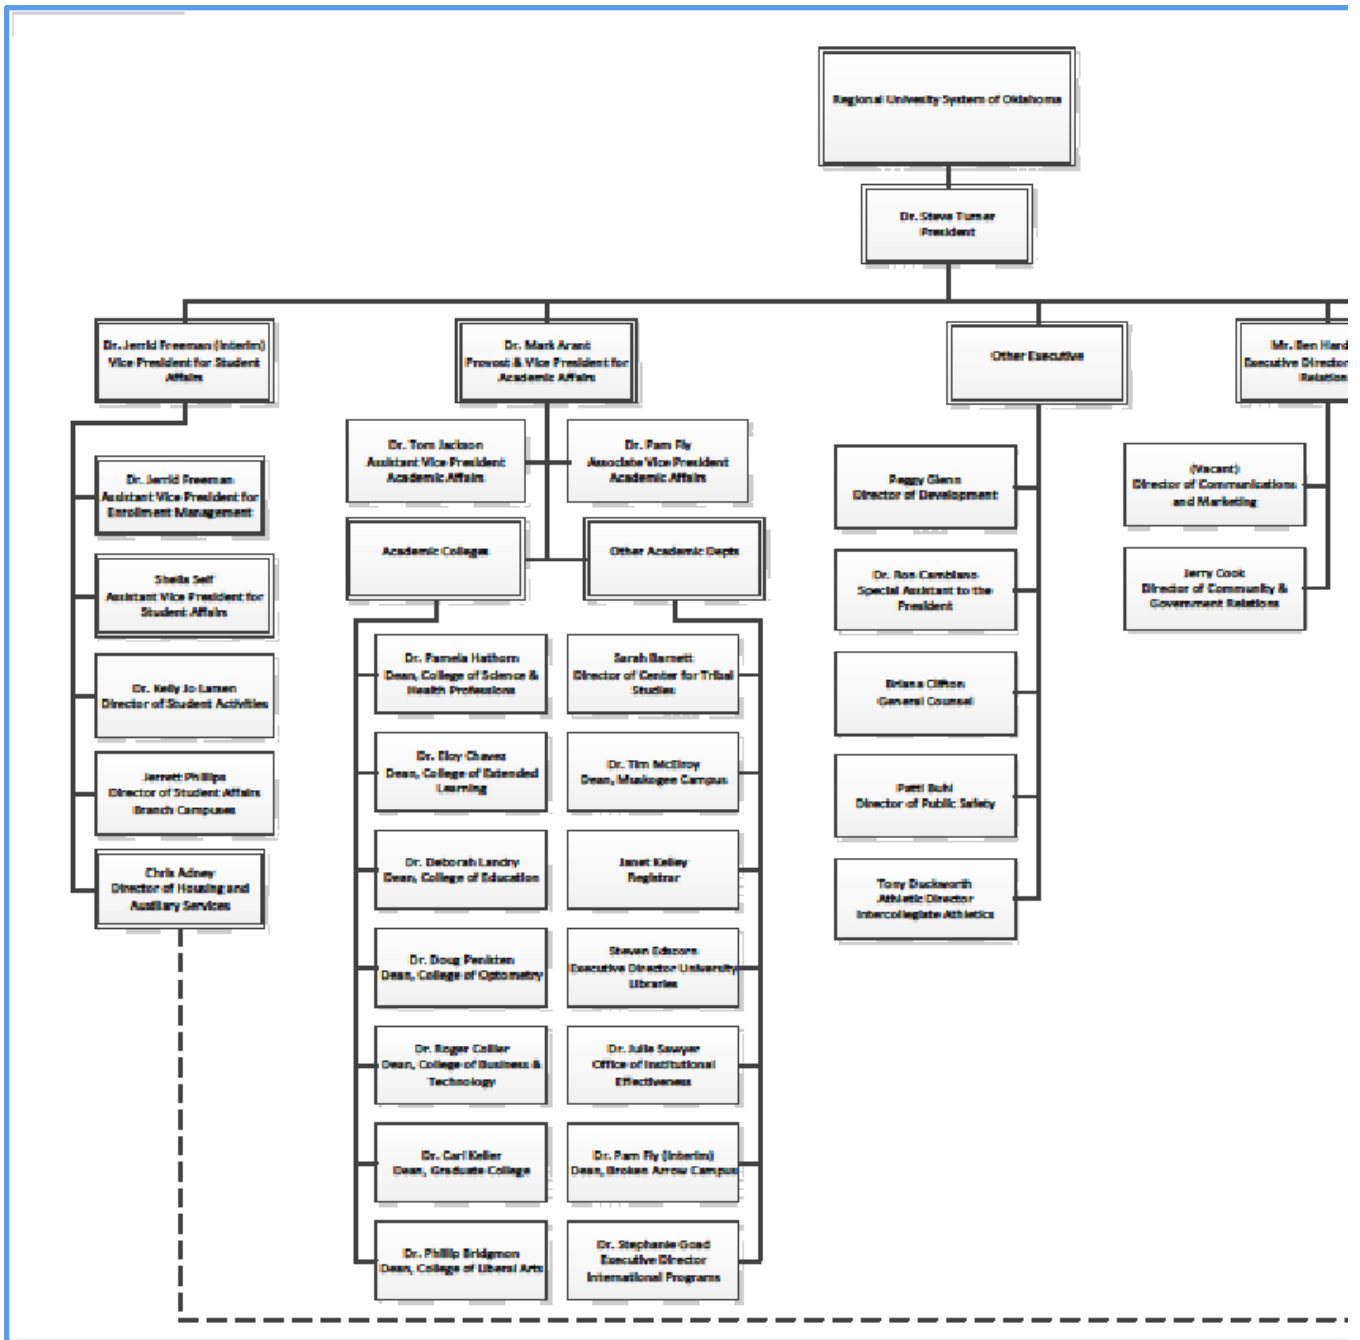 Regional Univesity System of Oklahoma
Dr. Steve Turner
President
Dr. Jerrid Freeman (Interim)
Vice President for Student
Affairs
Dr. Mark Arant
Provost & Vice President for
Academic Affairs
Other Executive
Mr. Ben Hard
Executive Director
Relation
Dr. Jerrid Freeman
Assistant Vice President for
Enrollment Management
Sheila Self
Assistant Vice President for
Student Affairs
Dr. Kelly Jo Larsen
Director of Student Activities
Jarrett Phillips
Director of Student Affairs
Branch Campuses
Chris Adney
Director of Housing and
Auxiliary Services
Dr. Tom Jackson
Assistant Vice President
Academic Affairs
Dr. Pam Fly
Associate Vice President
Academic Affairs
Academic Colleges
Other Academic Depts
Dr. Pamela Hathorn
Dean, College of Science &
Health Professions
Dr. Eloy Chavez
Dean, College of Extended
Learning
Dr. Deborah Landry
Dean, College of Education
Dr. Doug Penisten
Dean, College of Optometry
Dr. Roger Collier
Dean, College of Business &
Technology
Dr. Carl Keller
Dean, Graduate College
Dr. Phillip Bridgmon
Dean, College of Liberal Arts
Sarah Barnett
Director of Center for Tribal
Studies
Dr. Tim McElroy
Dean, Muskogee Campus
Janet Kelley
Registrar
Steven Edscorn
Executive Director University
Libraries
Dr. Julia Sawyer
Office of Institutional
Effectiveness
Dr. Pam Fly (Interim)
Dean, Broken Arrow Campus
Dr. Stephanie Goad
Executive Director
International Programs
Peggy Glenn
Director of Development
Dr. Ron Cambiano
Special Assistant to the
President
Briana Clifton
General Counsel
Patti Buhl
Director of Public Safety
Tony Duckworth
Athletic Director
Intercollegiate Athletics
(Vacant)
Director of Communications
and Marketing
Jerry Cook
Director of Community &
Government Relations